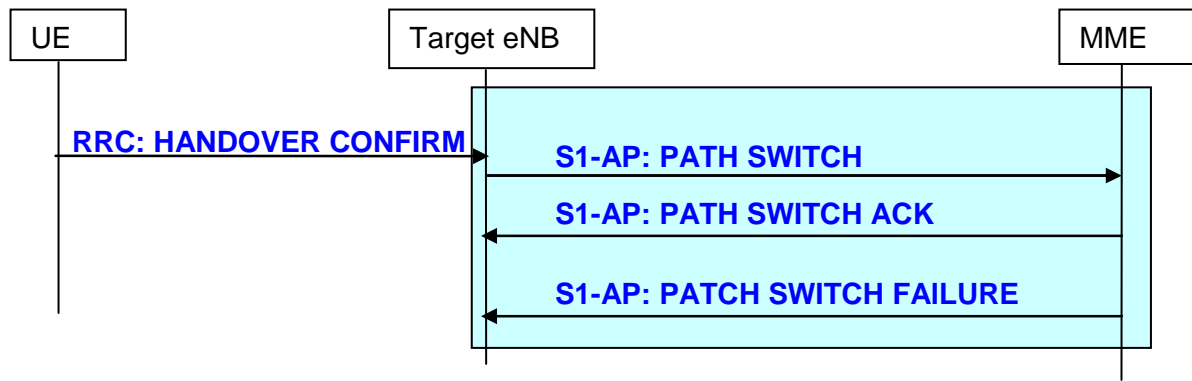 UE
Target eNB
MME
RRC: HANDOVER CONFIRM
S1-AP: PATH SWITCH
S1-AP: PATH SWITCH ACK
S1-AP: PATCH SWITCH FAILURE